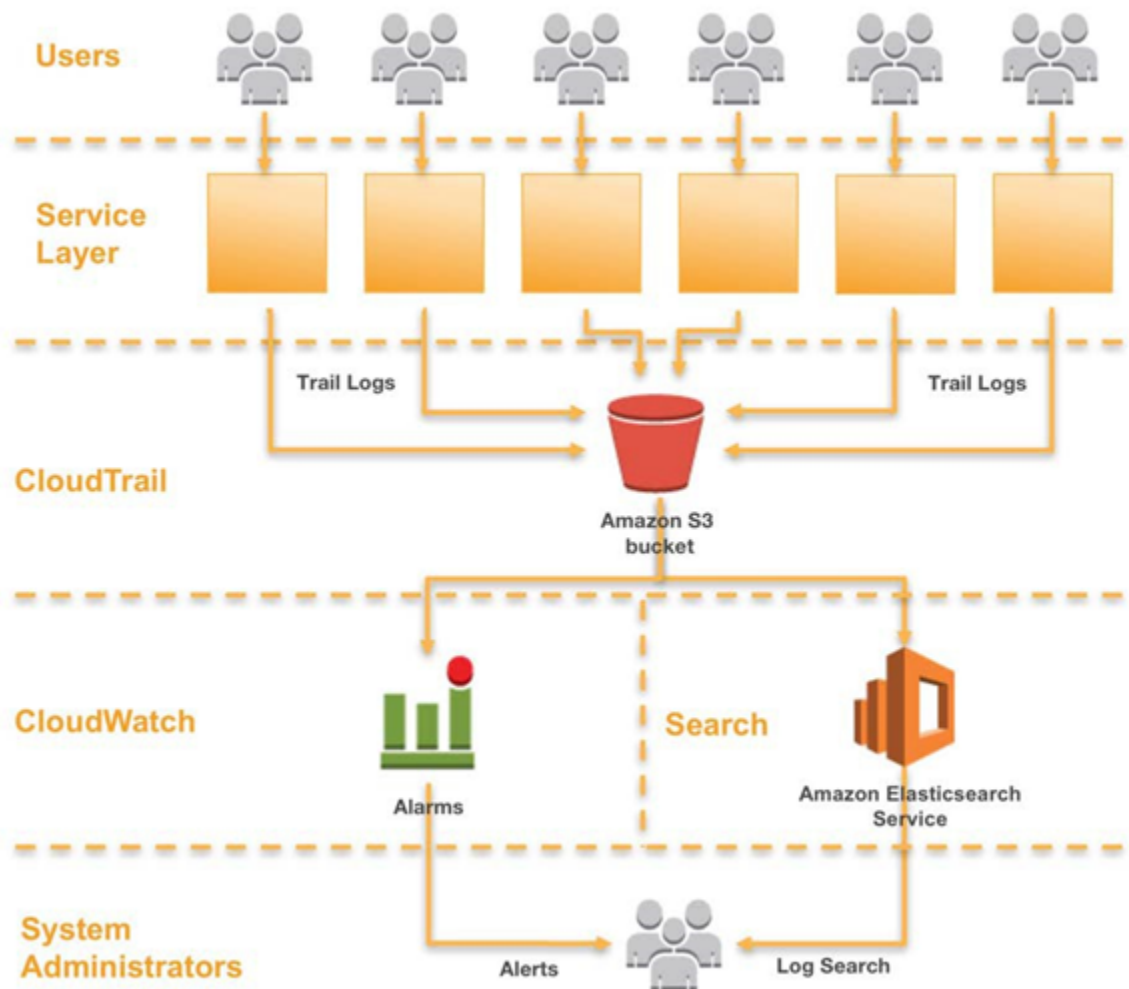 Users
Service
Layer
Trail Logs
Trail Logs
CloudTrail
Amazon S3
bucket
CloudWatch
Search
Alarms
Amazon Elasticsearch
Service
System
Administrators
Alerts
Log Search